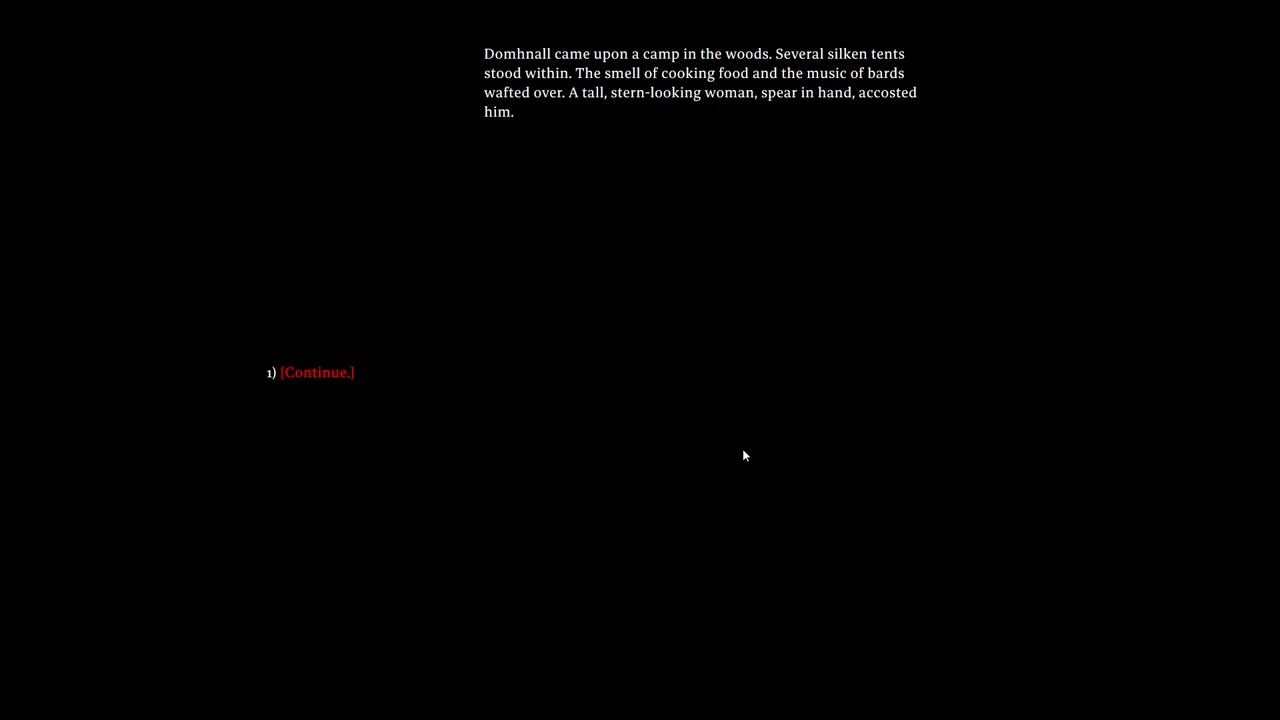 Domhnall came upon a camp in the woods. Several silken tents
stood within. The smell of cooking food and the music of bards
wafted over. A tall, stern-looking woman, spear in hand, accosted
him.
1) [Continue.]